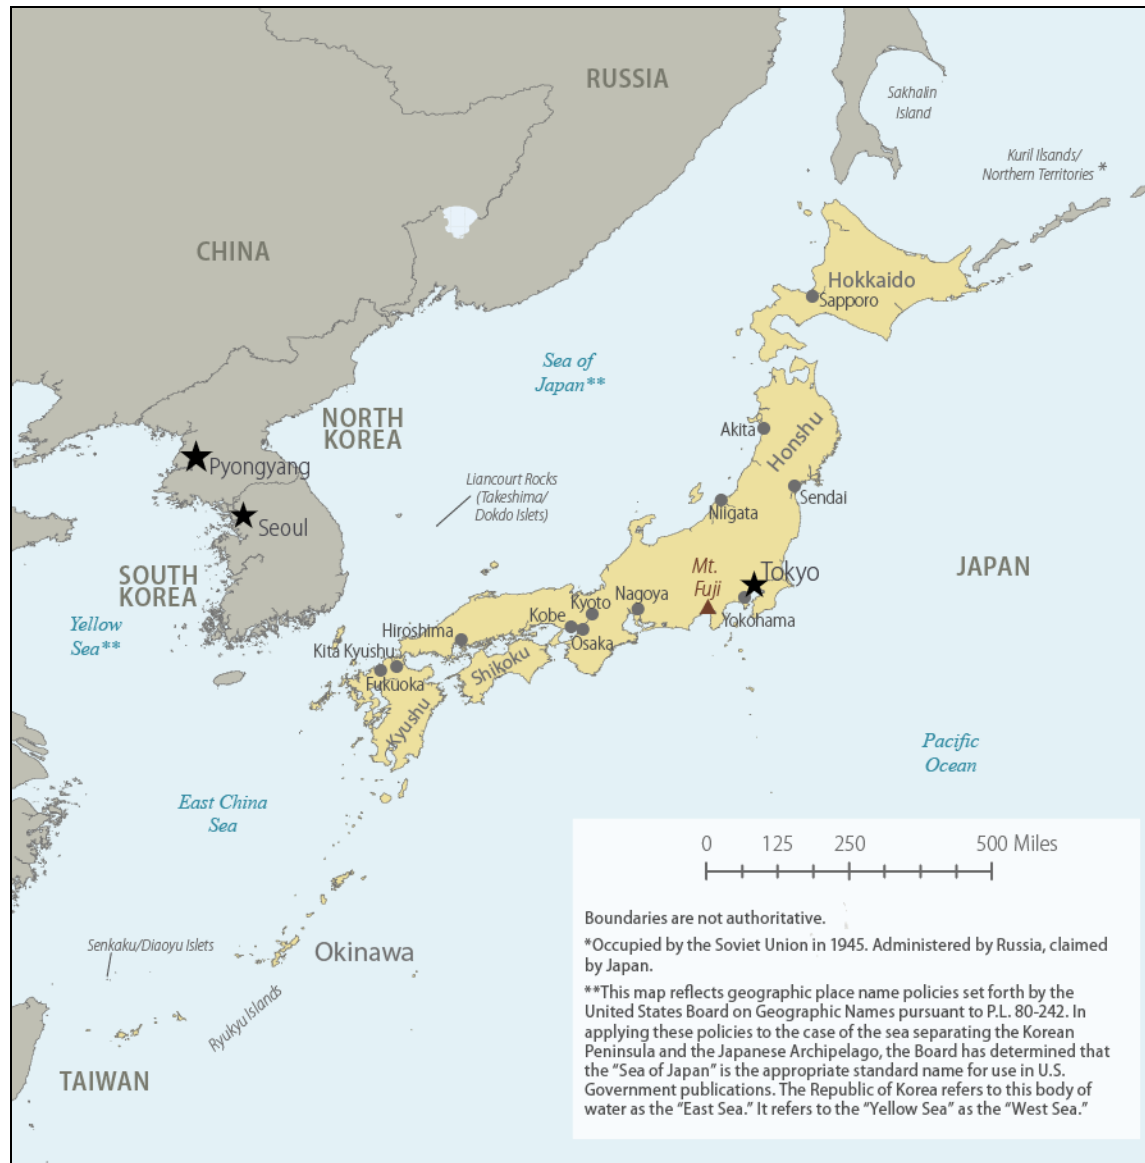 RUSSIA
Sakhalin
Island
Kuril Ilsands/
Northern Territories *
CHINA
Hokkaido
Sapporo
Sea of
Japan**
NORTH
KOREA
Akita
Honshu
Pyongyang
Liancourt Rocks
(Takeshima/
Dokdo Islets)
Sendai
Niigata
Seoul
SOUTH
KOREA
Mt.
Fuji
Tokyo
JAPAN
Yellow
Sea**
Nagoya
Kyoto
Kobe
Yokohama
Hiroshima
Osaka
Kita Kyushu
Shikoku
Fukuoka
Kyushu
Pacific
Ocean
East China
Sea
0 125 250 500 Miles
Boundaries are not authoritative.
*Occupied by the Soviet Union in 1945. Administered by Russia, claimed
by Japan.
**This map reflects geographic place name policies set forth by the
United States Board on Geographic Names pursuant to P.L. 80-242. In
applying these policies to the case of the sea separating the Korean
Peninsula and the Japanese Archipelago, the Board has determined that
the “Sea of Japan” is the appropriate standard name for use in U.S.
Government publications. The Republic of Korea refers to this body of
water as the “East Sea.” It refers to the “Yellow Sea” as the “West Sea.”
Senkaku/Diaoyu Islets
Okinawa
Ryukyu Islands
TAIWAN